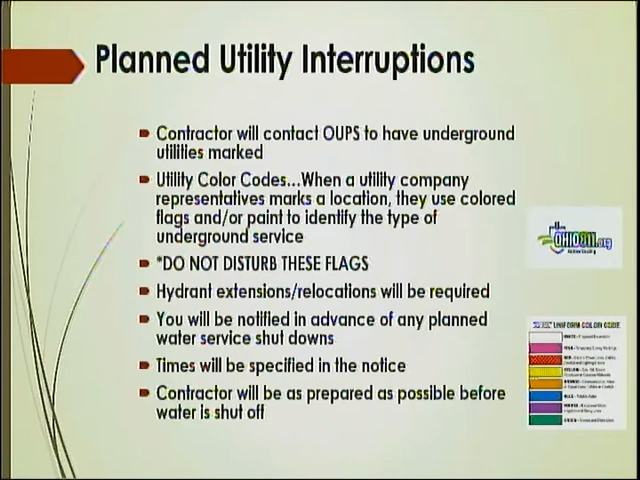 Planned Utility Interruptions
Contractor will contact OUPS to have underground
utilities marked
Utility Color Codes...When a utility company
representatives marks a location, they use colored
flags and/or paint to identify the type of
underground service
*DO NOT DISTURB THESE FLAGS
Hydrant extensions/relocations will be required
You will be notified in advance of any planned
water service shut downs
Times will be specified in the notice
Contractor will be as prepared as possible before
water is shut off
OHIO811.org
UNIFORM COLOR CODE